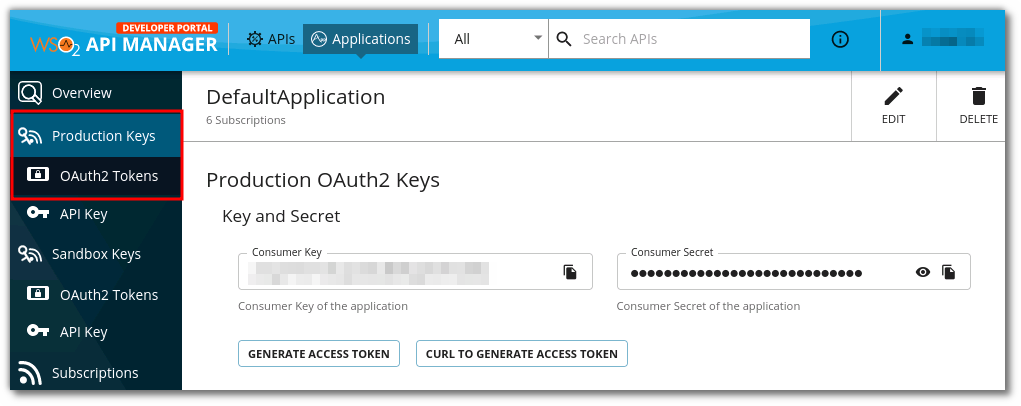 DEVELOPER PORTAL
WSO2 API MANAGER
APIs
Applications
All
Search APIs
Overview
Production Keys
OAuth2 Tokens
API Key
Sandbox Keys
OAuth2 Tokens
API Key
Subscriptions
DefaultApplication
6 Subscriptions
EDIT
DELETE
Production OAuth2 Keys
Key and Secret
Consumer Key
Consumer Key of the application
Consumer Secret
Consumer Secret of the application
GENERATE ACCESS TOKEN
CURL TO GENERATE ACCESS TOKEN